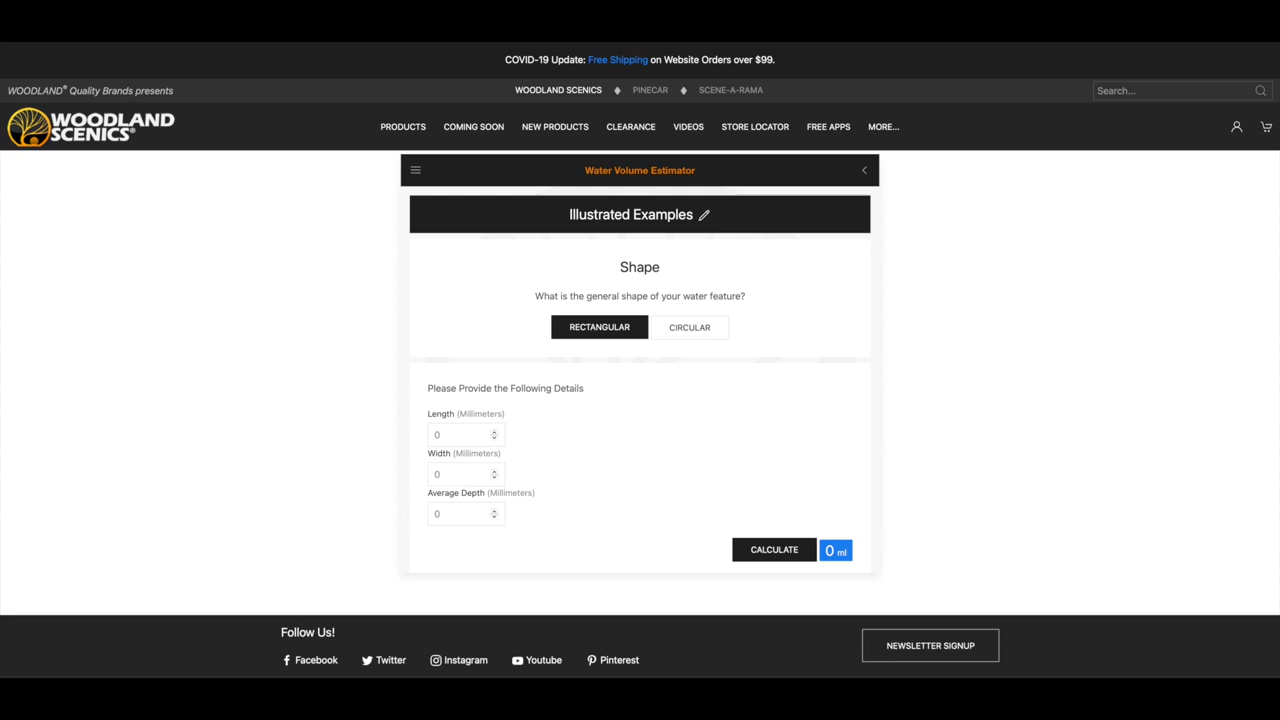 COVID-19 Update: Free Shipping on Website Orders over $99.
WOODLAND® Quality Brands presents
WOODLAND SCENICS ♦ PINECAR ♦ SCENE-A-RAMA
Search...
WOODLAND
SCENICS®
PRODUCTS COMING SOON NEW PRODUCTS CLEARANCE VIDEOS STORE LOCATOR FREE APPS MORE...
Water Volume Estimator
Illustrated Examples
Shape
What is the general shape of your water feature?
RECTANGULAR CIRCULAR
Please Provide the Following Details
Length (Millimeters)
0
Width (Millimeters)
0
Average Depth (Millimeters)
0
CALCULATE 0 ml
Follow Us!
Facebook Twitter Instagram Youtube Pinterest
NEWSLETTER SIGNUP